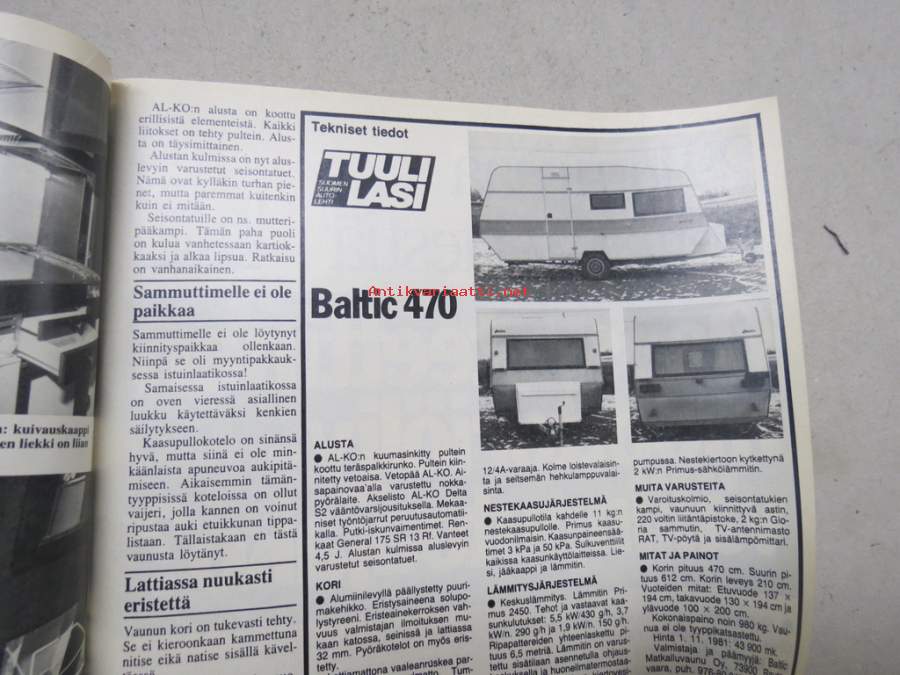 AL-KO:n alusta on koottu
erillisistä elementeistä. Kaikki
liitokset on tehty pultein. Alus-
ta on täysimittainen.
Alustan kulmissa on nyt alus-
levyin varustetut seisontatuet.
Nämä ovat kylläkin turhan pie-
net, mutta paremmat kuitenkin
kuin ei mitään.
Seisontatuille on ns. mutteri-
pääkampi. Tämän paha puoli
on kulua vanhetessaan kartiok-
kaaksi ja alkaa lipsua. Ratkaisu
on vanhanaikainen.
Sammuttimelle ei ole
paikkaa
Sammuttimelle ei ole löytynyt
kiinnityspaikkaa ollenkaan.
Niinpä se oli myyntipakkauk-
sessa istuinlaatikossa!
Samaisessa istuinlaatikossa
on oven vieressä asiallinen
luukku käytettäväksi kenkien
säilytykseen.
Kaasupullokotelo on sinänsä
hyvä, mutta siinä ei ole min-
käänlaista apuneuvoa aukipitä-
miseen. Aikaisemmin tämän-
tyyppisissä koteloissa on ollut
vaijeri, jolla kannen on voinut
ripustaa auki etuikkunan tippa-
listaan. Tällaistakaan en tästä
vaunusta löytänyt.
Lattiassa nuukasti
eristettä
Vaunun kori on tukevasti tehty.
Se ei kieroonkaan kammettuna
nitise eikä natise sisällä kävel-
: kuivauskaappi
en liekki on liian
Tekniset tiedot
TUULI
LASI
SUOMEN
SUURIN
AUTO
LEHTI
Antikvariaatti.net
Baltic 470
ALUSTA
● AL-KO:n kuumasinkitty pultein
koottu teräspalkkirunko. Pultein kiin-
nitetty vetoaisa. Vetopää AL-KO. Ai-
sapainovaa'alla varustettu nokka-
pyörälaite. Akselisto AL-KO Delta
S2 vääntövarsijousituksella. Mekaa-
niset työntöjarrut peruutusautomatii-
kalla. Putki-iskunvaimentimet. Ren-
kaat General 175 SR 13 Rf. Vanteet
4,5 J. Alustan kulmissa aluslevyin
varustetut seisontatuet.
KORI
● Alumiinilevyllä päällystetty puurі-
makehikko. Eristysaineena solupo-
lystyreeni. Eristeainekerroksen vah-
vuus valmistajan ilmoituksen mu-
kaan katossa, seinissä ja lattiassa
32 mm. Pyöräkotelot on myös eris-
tetty.
12/4A-varaaja. Kolme loistevalaisin-
ta ja seitsemän hehkulamppuvalai-
sinta.
NESTEKAASUJÄRJESTELMÄ
● Kaasupullotila kahdelle 11 kg:n
nestekaasupullolle. Primus kaasu-
vuodonilmaisin. Kaasunpaineensää-
timet 3 kPa ja 50 kPa. Sulkuventtiilit
kaikissa kaasunkäyttölaitteissa. Lie-
si, jääkaappi ja lämmitin.
LÄMMITYSJÄRJESTELMÄ
● Keskuslämmitys. Lämmitin Pri-
mus 2450. Tehot ja vastaavat kaa-
sunkulutukset: 5,5 kW/430 g/h, 3,7
kW/h. 290 g/h ja 1,9 kW/h. 150 g/h.
Ripapattereiden yhteenlaskettu pi-
tuus 6,5 metriä. Lämmitin on varus-
tettu sisätilaan asennetulla ohjaus-
pumpussa. Nestekiertoon kytkettynä
2 kW:n Primus-sähkölämmitin.
MUITA VARUSTEITA
● Varoituskolmio, seisontatukien
kampi, vaunuun kiinnittyvä astin,
220 voltin liitäntäpistoke, 2 kg:n Glo-
ria sammutin, TV-antennimasto
RAT, TV-pöytä ja sisälämpömittari.
MITAT JA PAINOT
● Korin pituus 470 cm. Suurin pi-
tuus 612 cm. Korin leveys 210 cm.
Vuoteiden mitat: Etuvuode 137 ×
194 cm, takavuode 130 × 194 cm ja
ylävuode 100 × 200 cm.
Kokonaispaino noin 980 kg. Vau-
nua ei ole tyyppikatsastettu.
Hinta 1. 11. 1981: 43 900 mk.
Valmistaja ja päämyyjä: Baltic
Matkailuvaunu Oy, 73900